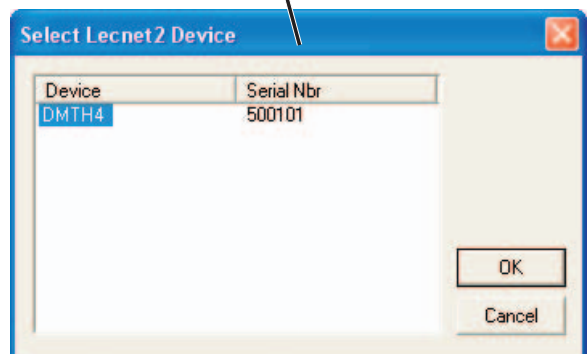 Select Lecnet2 Device
Device Serial Nbr
DMTH4 500101
OK
Cancel